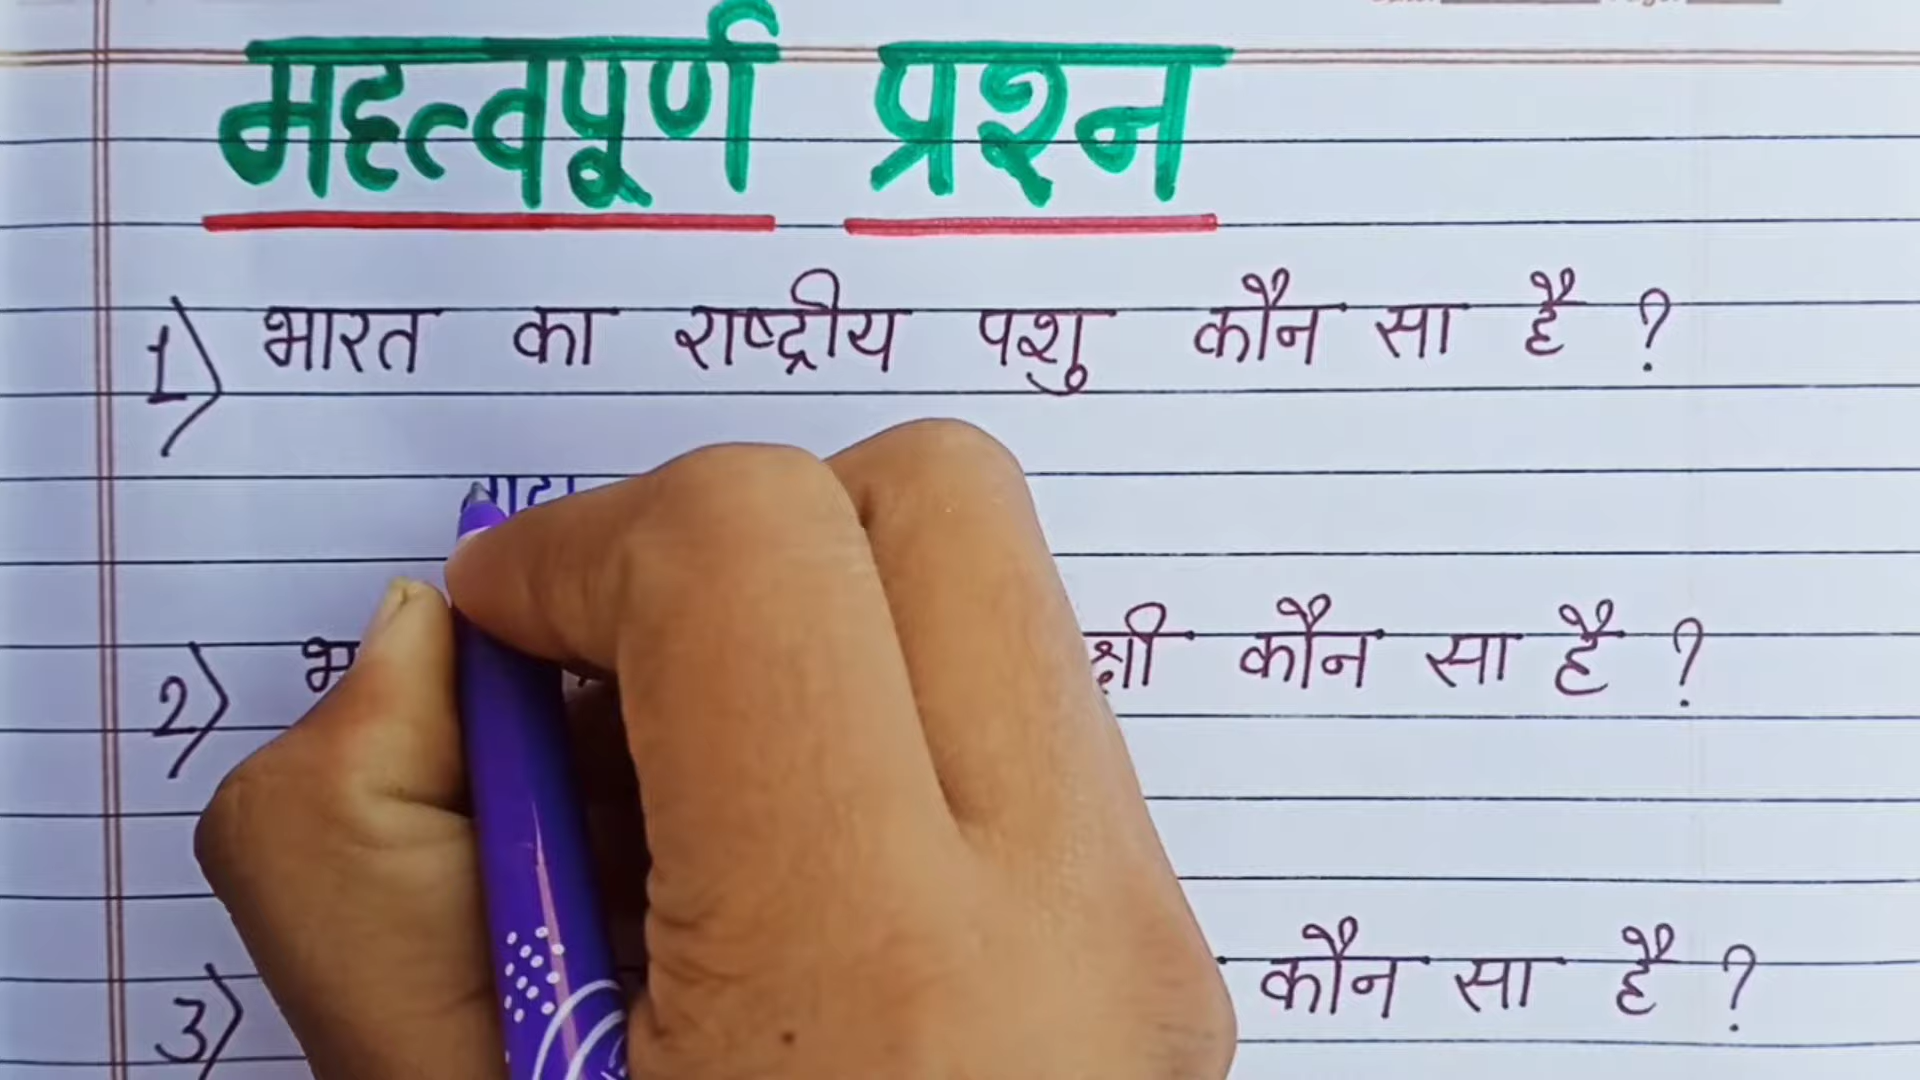 महत्वपूर्ण प्रश्न
1) भारत का राष्ट्रीय पशु कौन सा है ?
2) कौन सा है ?
3) कौन सा है ?